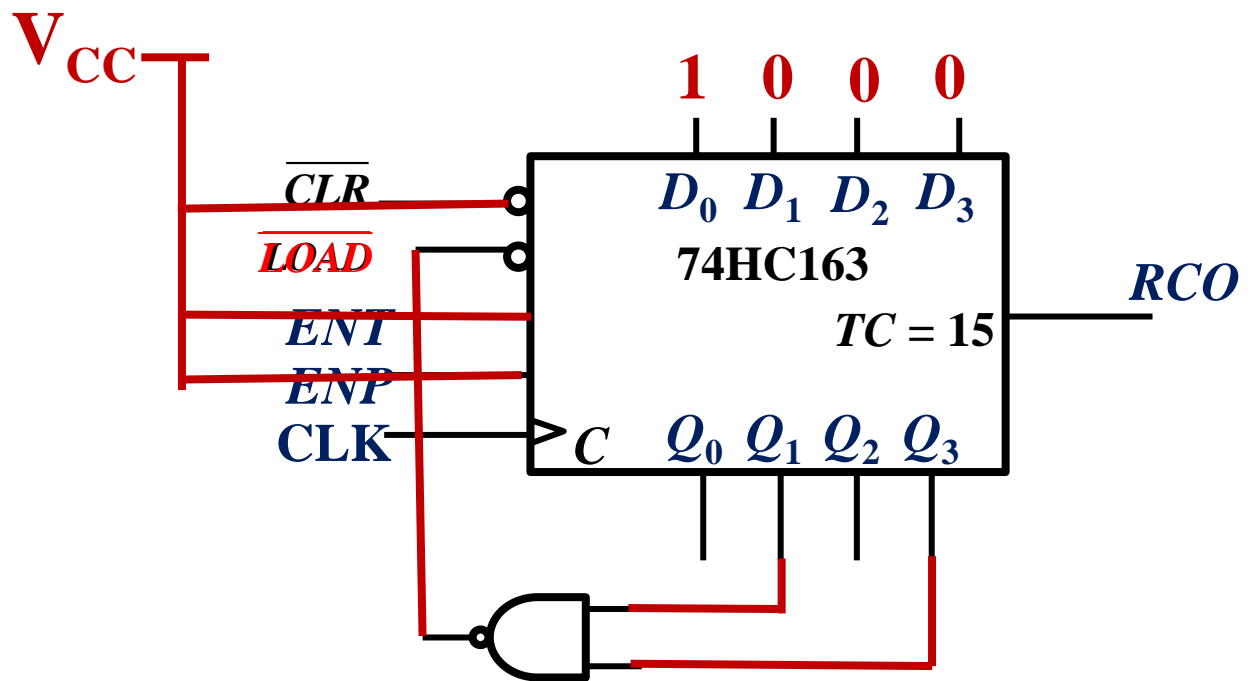 V_CC
1 0 0 0
CLR
D₀ D₁ D₂ D₃
LOAD
74HC163
RCO
ENT
TC = 15
ENP
CLK
C
Q₀ Q₁ Q₂ Q₃